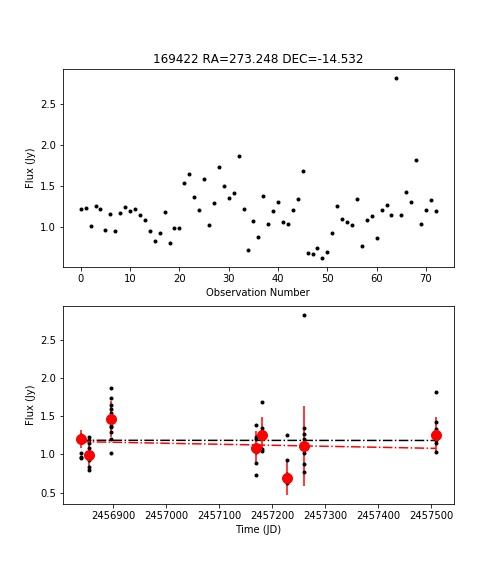 169422 RA=273.248 DEC=-14.532
2.5
2.0
1.5
1.0
Flux (Jy)
0 10 20 30 40 50 60 70
Observation Number
3.0
2.5
2.0
1.5
1.0
0.5
Flux (Jy)
2456900 2457000 2457100 2457200 2457300 2457400 2457500
Time (JD)